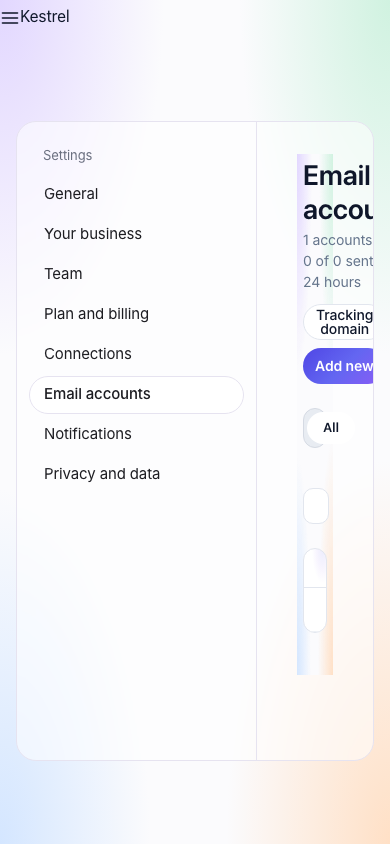 Kestrel
Settings
General
Your business
Team
Plan and billing
Connections
Email accounts
Notifications
Privacy and data
Email
accou
1 accounts
0 of 0 sent
24 hours
Tracking
domain
Add new
All